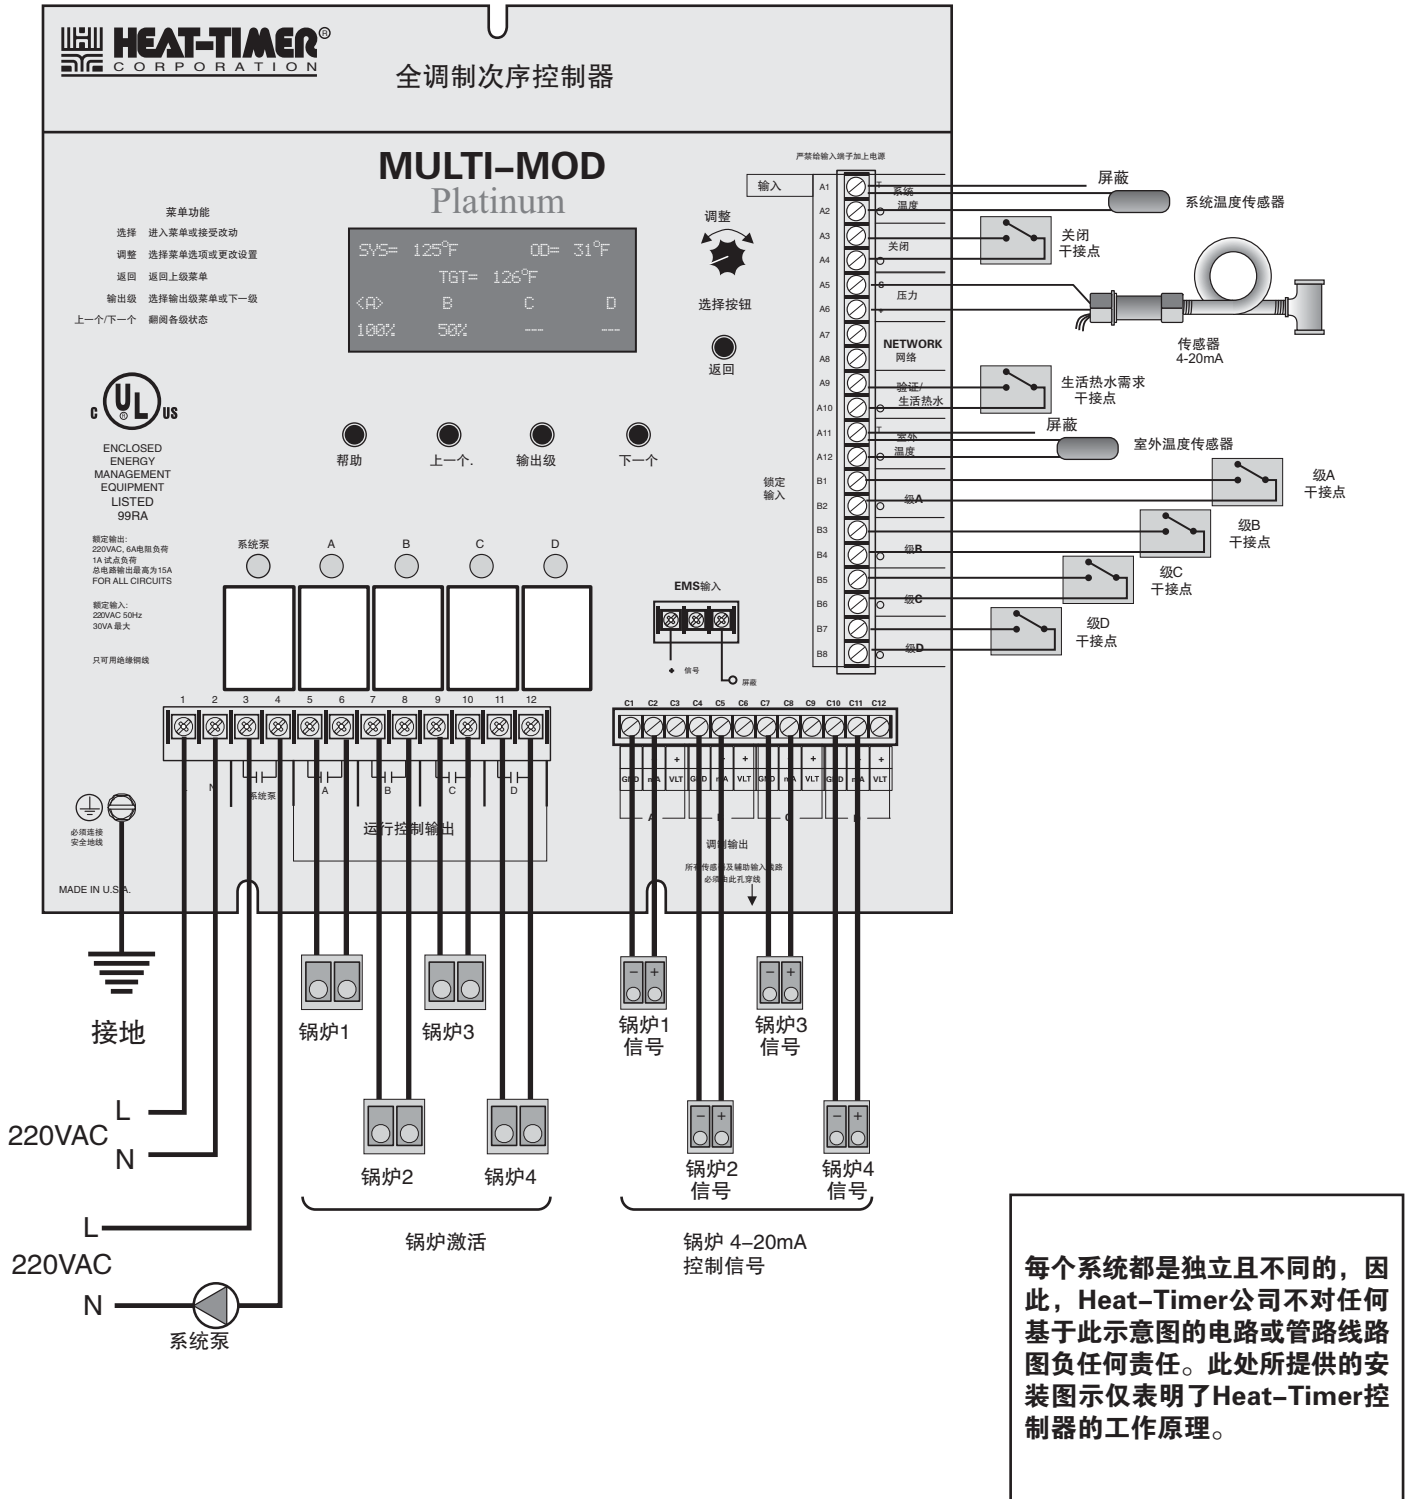 HEAT-TIMER®
CORPORATION
全调制次序控制器
MULTI-MOD
Platinum
菜单功能
选择 进入菜单或接受改动
调整 选择菜单选项或更改设置
返回 返回上级菜单
输出级 选择输出级菜单或下一级
上一个/下一个 翻阅各级状态
SYS= 125°F OD= 31°F
TGT= 126°F
<A> B C D
100% 50% --- ---
调整
选择按钮
返回
帮助
上一个.
输出级
下一个
C UL ® US
ENCLOSED
ENERGY
MANAGEMENT
EQUIPMENT
LISTED
99RA
额定输出:
220VAC, 6A电阻负荷
1A 试点负荷
总电路输出最高为15A
FOR ALL CIRCUITS
额定输入:
220VAC 50Hz
30VA 最大
只可用绝缘铜线
系统泵 A B C D
EMS输入
+ 信号
屏蔽
严禁给输入端子加上电源
输入
锁定
输入
A1
A2
A3
A4
A5
A6
A7
A8
A9
A10
A11
A12
B1
B2
B3
B4
B5
B6
B7
B8
T
系统
温度
关闭
S
压力
+
NETWORK
网络
验证/
生活热水
T
室外
温度
级A
级B
级C
级D
屏蔽
系统温度传感器
关闭
干接点
传感器
4-20mA
生活热水需求
干接点
屏蔽
室外温度传感器
级A
干接点
级B
干接点
级C
干接点
级D
干接点
1 2 3 4 5 6 7 8 9 10 11 12
N
系统泵 A B C D
运行控制输出
C1 C2 C3 C4 C5 C6 C7 C8 C9 C10 C11 C12
+ + + +
GND mA VLT GND mA VLT GND mA VLT GND mA VLT
调制输出
所有传感器及辅助输入线路
必须由此孔穿线
必须连接
安全地线
MADE IN U.S.A.
接地
锅炉1
锅炉3
锅炉2
锅炉4
锅炉激活
− +
锅炉1
信号
− +
锅炉3
信号
− +
锅炉2
信号
− +
锅炉4
信号
锅炉 4–20mA
控制信号
L
220VAC
N
L
220VAC
N
系统泵
每个系统都是独立且不同的，因
此，Heat–Timer公司不对任何
基于此示意图的电路或管路线路
图负任何责任。此处所提供的安
装图示仅表明了Heat–Timer控
制器的工作原理。